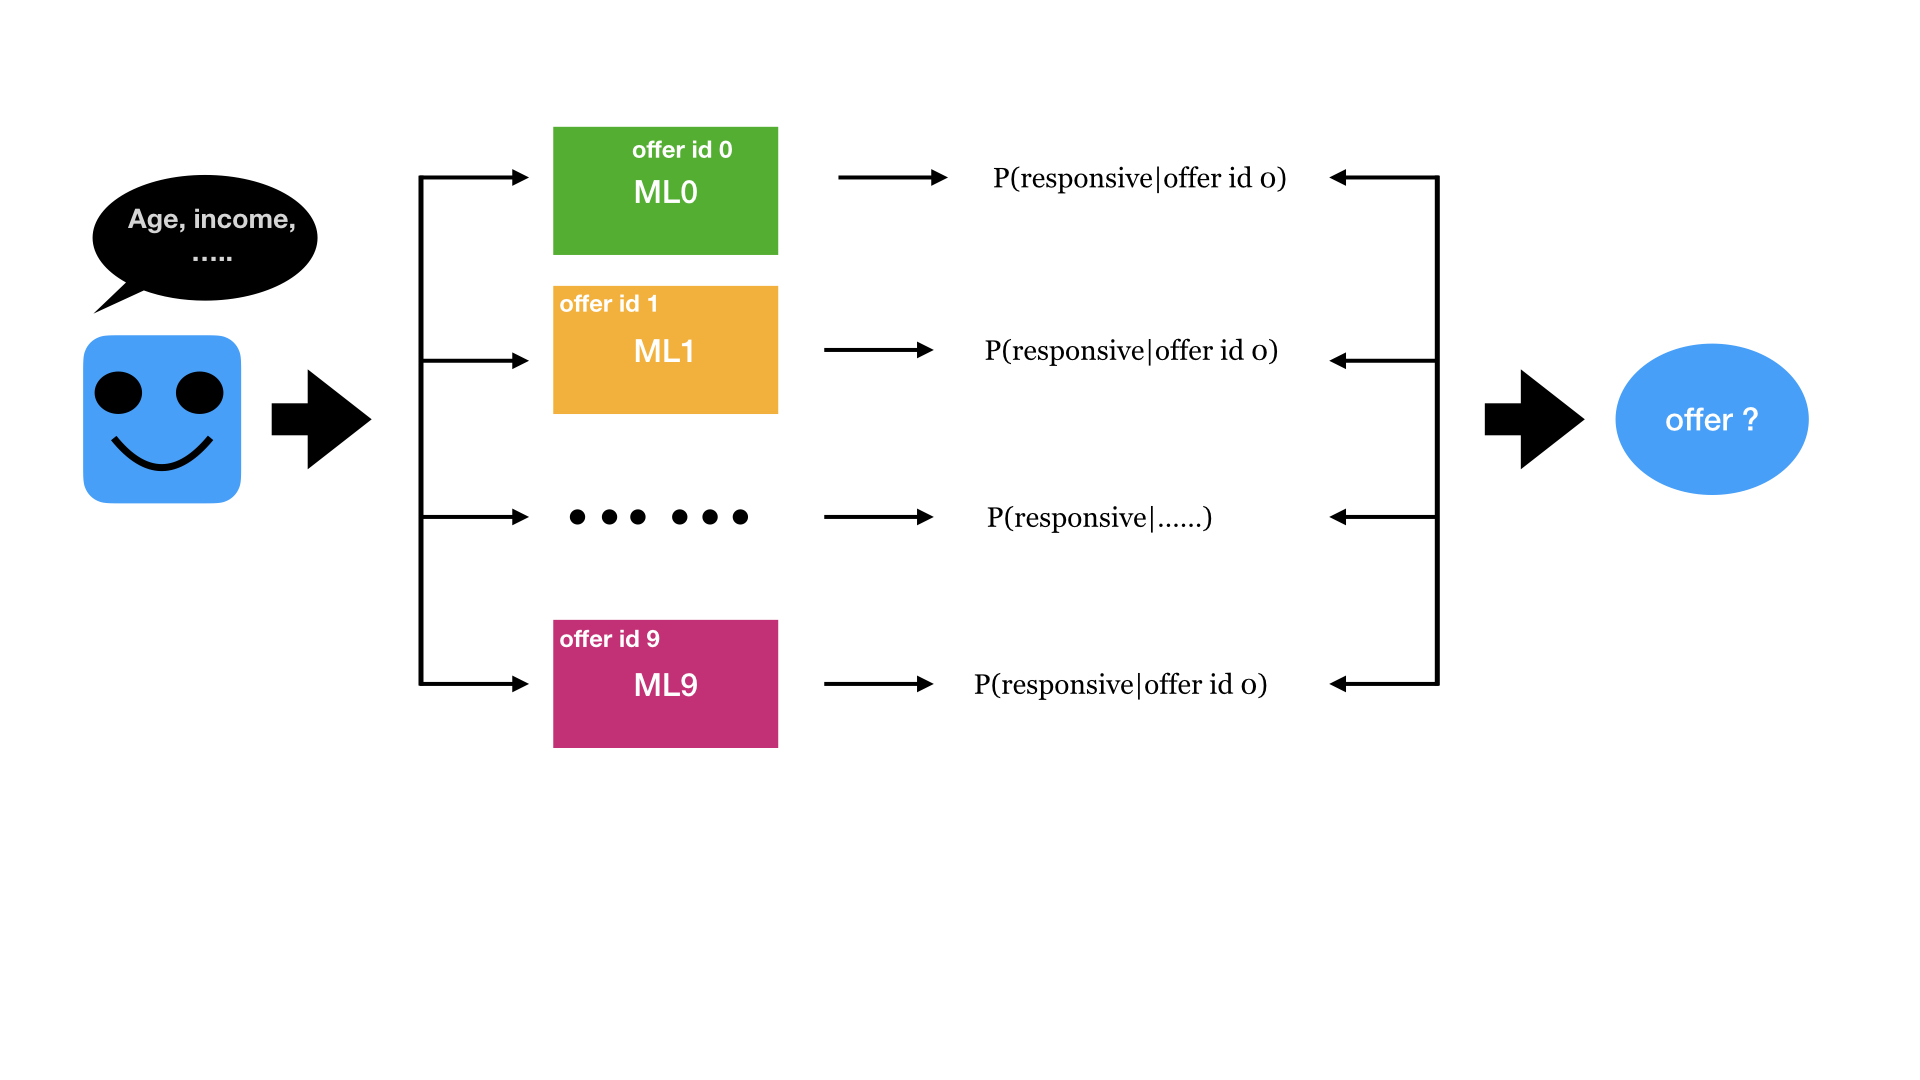 Age, income,
.....
offer id 0
ML0
P(responsive|offer id 0)
offer id 1
ML1
P(responsive|offer id 0)
P(responsive|......)
offer id 9
ML9
P(responsive|offer id 0)
offer ?